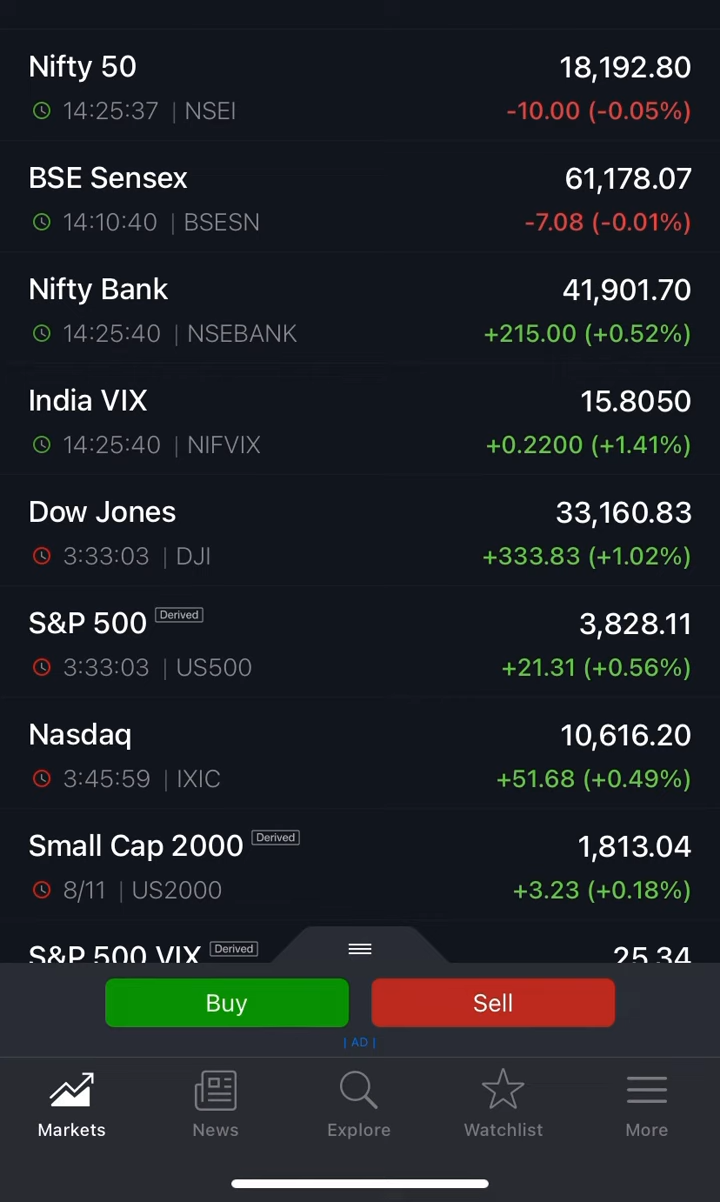 Nifty 50 18,192.80
14:25:37 | NSEI -10.00 (-0.05%)
BSE Sensex 61,178.07
14:10:40 | BSESN -7.08 (-0.01%)
Nifty Bank 41,901.70
14:25:40 | NSEBANK +215.00 (+0.52%)
India VIX 15.8050
14:25:40 | NIFVIX +0.2200 (+1.41%)
Dow Jones 33,160.83
3:33:03 | DJI +333.83 (+1.02%)
S&P 500 Derived 3,828.11
3:33:03 | US500 +21.31 (+0.56%)
Nasdaq 10,616.20
3:45:59 | IXIC +51.68 (+0.49%)
Small Cap 2000 Derived 1,813.04
8/11 | US2000 +3.23 (+0.18%)
S&P 500 VIX Derived 25.34
Buy Sell
| AD |
Markets News Explore Watchlist More